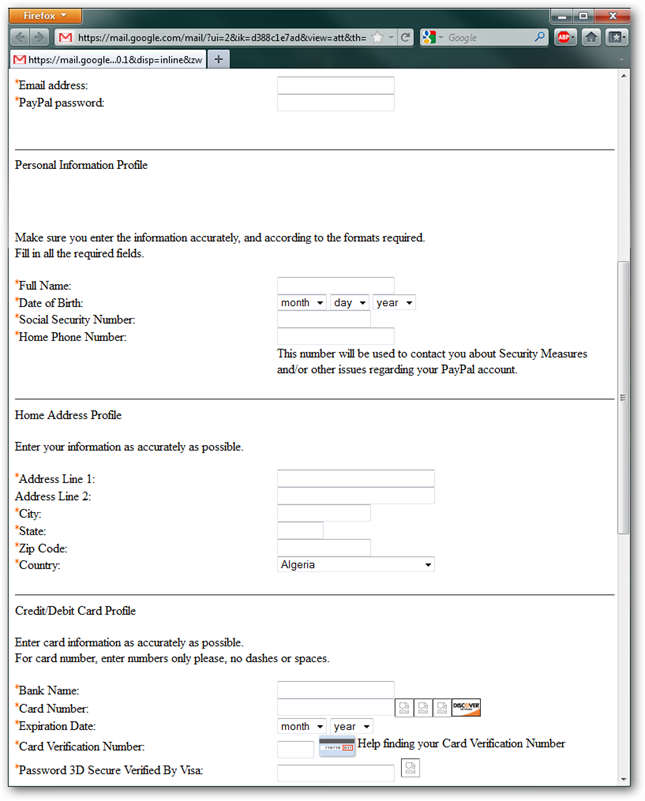 Firefox
https://mail.google.com/mail/?ui=2&ik=d388c1e7ad&view=att&th=
Google
ABP
https://mail.google...0.1&disp=inline&zw
*Email address:
*PayPal password:
Personal Information Profile
Make sure you enter the information accurately, and according to the formats required.
Fill in all the required fields.
*Full Name:
*Date of Birth: month day year
*Social Security Number:
*Home Phone Number:
This number will be used to contact you about Security Measures
and/or other issues regarding your PayPal account.
Home Address Profile
Enter your information as accurately as possible.
*Address Line 1:
Address Line 2:
*City:
*State:
*Zip Code:
*Country: Algeria
Credit/Debit Card Profile
Enter card information as accurately as possible.
For card number, enter numbers only please, no dashes or spaces.
*Bank Name:
*Card Number: DISCOVER
*Expiration Date: month year
*Card Verification Number: Help finding your Card Verification Number
*Password 3D Secure Verified By Visa: